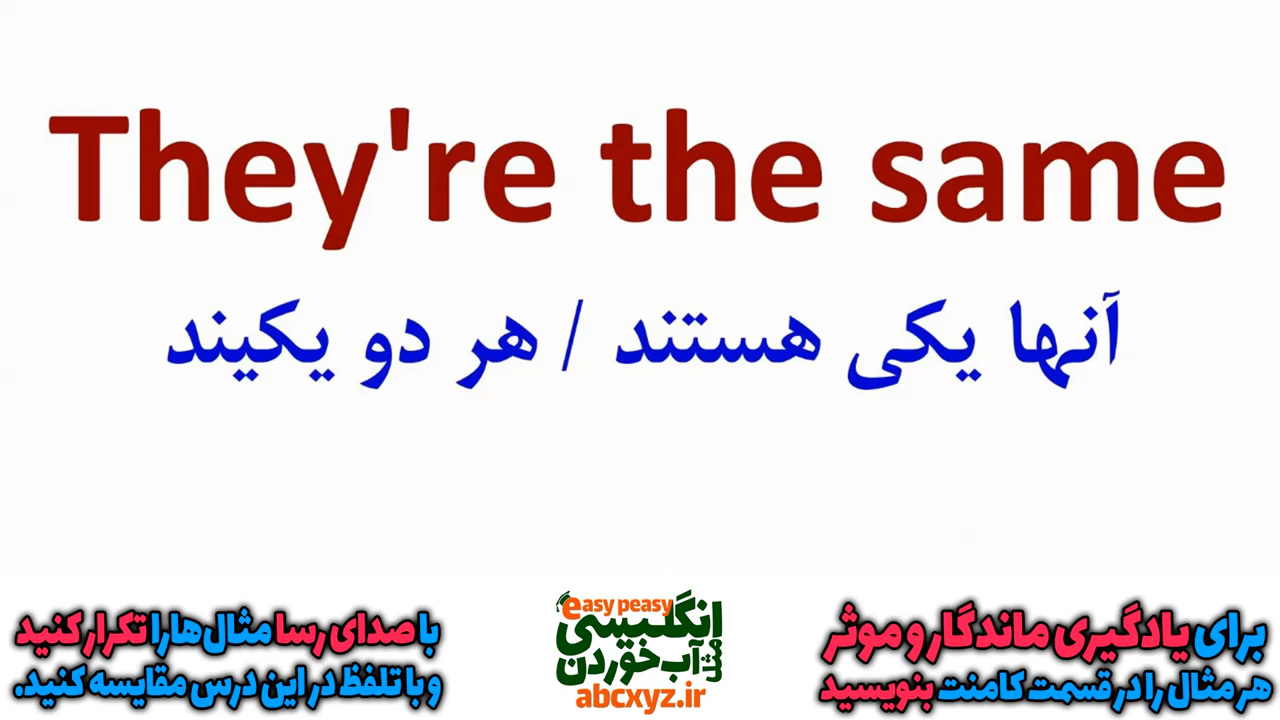 They're the same
آنها یکی هستند / هر دو یکیند
برای یادگیری ماندگار و موثر
هر مثال را در قسمت کامنت بنویسید
easy peasy
انگلیسی
مثل آب خوردن
abcxyz.ir
با صدای رسا مثال‌ها را تکرار کنید
و با تلفظ در این درس مقایسه کنید.